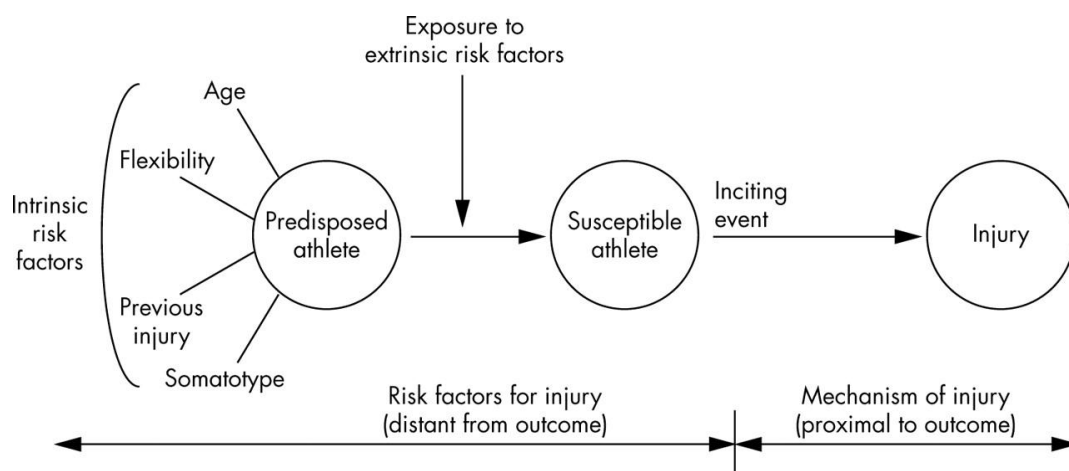 Exposure to
extrinsic risk factors
Age
Flexibility
Intrinsic
risk
factors
Previous
injury
Somatotype
Predisposed
athlete
Susceptible
athlete
Inciting
event
Injury
Risk factors for injury
(distant from outcome)
Mechanism of injury
(proximal to outcome)